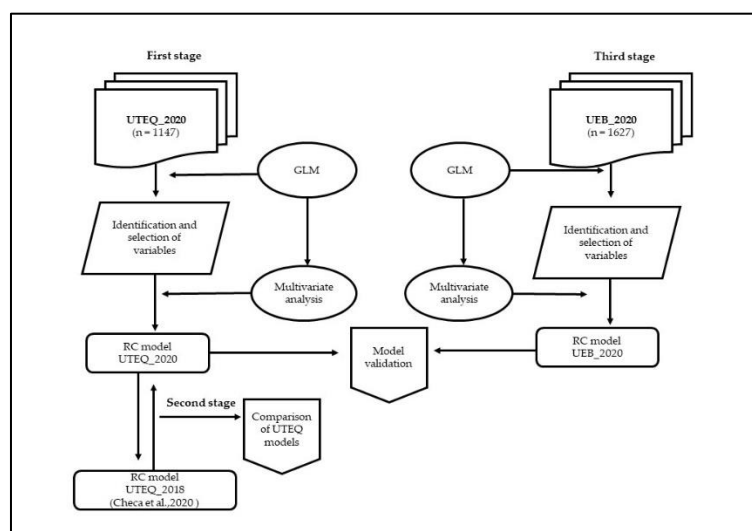 First stage
UTEQ_2020
(n = 1147)
GLM
Identification and
selection of
variables
Multivariate
analysis
RC model
UTEQ_2020
Second stage
Comparison
of UTEQ
models
RC model
UTEQ_2018
(Checa et al.,2020 )
Model
validation
Third stage
UEB_2020
(n = 1627)
GLM
Identification and
selection of
variables
Multivariate
analysis
RC model
UEB_2020